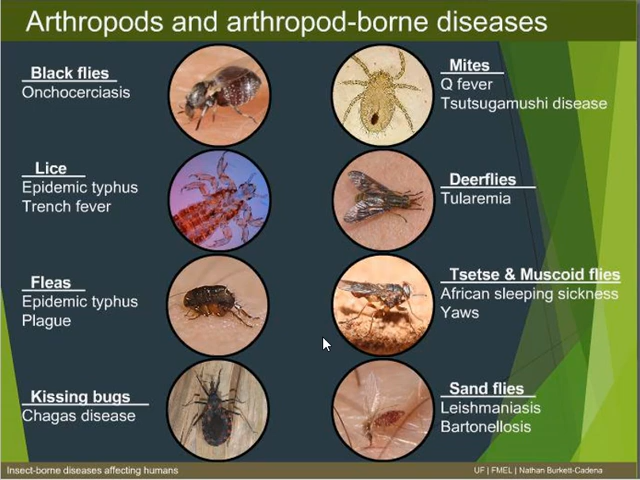 Arthropods and arthropod-borne diseases
Black flies
Onchocerciasis
Lice
Epidemic typhus
Trench fever
Fleas
Epidemic typhus
Plague
Kissing bugs
Chagas disease
Mites
Q fever
Tsutsugamushi disease
Deerflies
Tularemia
Tsetse & Muscoid flies
African sleeping sickness
Yaws
Sand flies
Leishmaniasis
Bartonellosis
Insect-borne diseases affecting humans
UF | FMEL | Nathan Burkett-Cadena